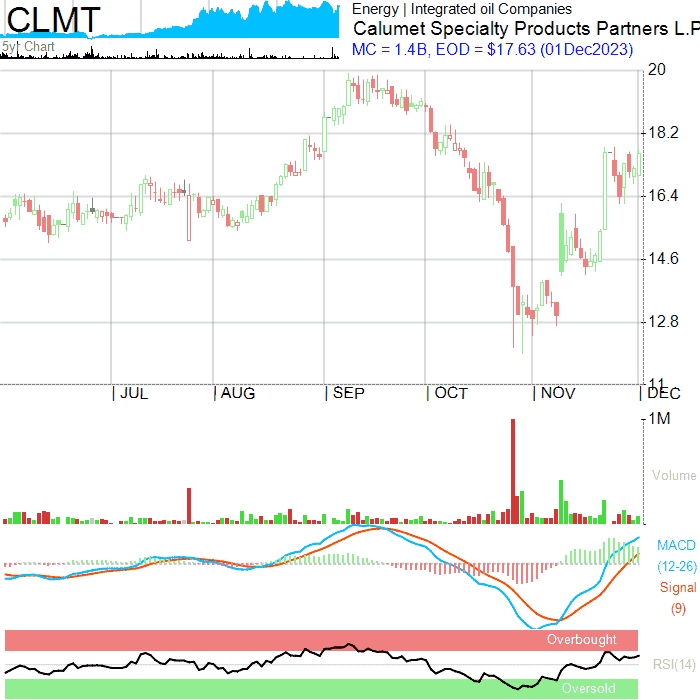 CLMT
5yr Chart
Energy | Integrated oil Companies
Calumet Specialty Products Partners L.P
MC = 1.4B, EOD = $17.63 (01Dec2023)
20
18.2
16.4
14.6
12.8
11
| JUL | AUG | SEP | OCT | NOV | DEC
1M
Volume
MACD
(12-26)
Signal
(9)
Overbought
RSI(14)
Oversold